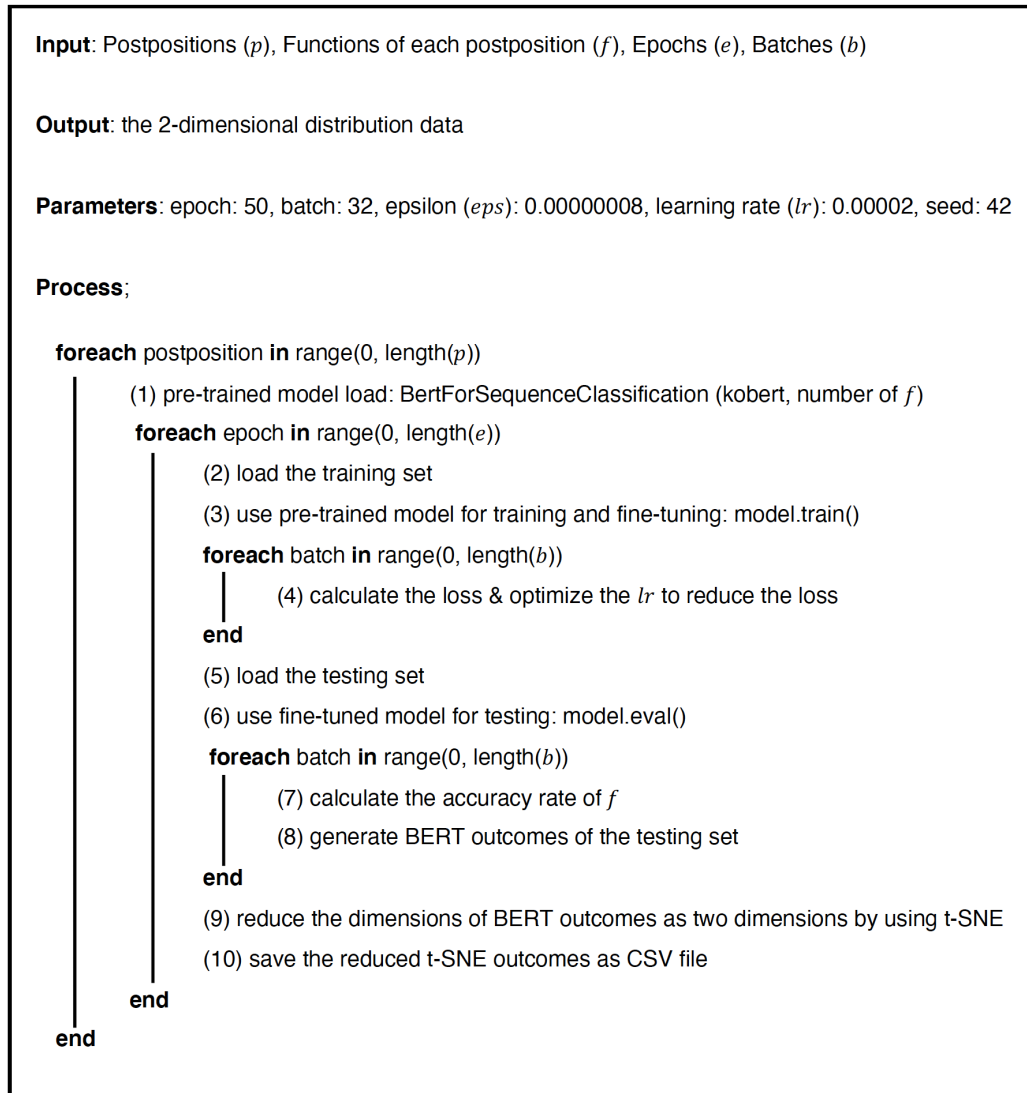 Input: Postpositions (p), Functions of each postposition (f), Epochs (e), Batches (b)
Output: the 2-dimensional distribution data
Parameters: epoch: 50, batch: 32, epsilon (eps): 0.00000008, learning rate (lr): 0.00002, seed: 42
Process;
foreach postposition in range(0, length(p))
(1) pre-trained model load: BertForSequenceClassification (kobert, number of f)
foreach epoch in range(0, length(e))
(2) load the training set
(3) use pre-trained model for training and fine-tuning: model.train()
foreach batch in range(0, length(b))
(4) calculate the loss & optimize the lr to reduce the loss
end
(5) load the testing set
(6) use fine-tuned model for testing: model.eval()
foreach batch in range(0, length(b))
(7) calculate the accuracy rate of f
(8) generate BERT outcomes of the testing set
end
(9) reduce the dimensions of BERT outcomes as two dimensions by using t-SNE
(10) save the reduced t-SNE outcomes as CSV file
end
end